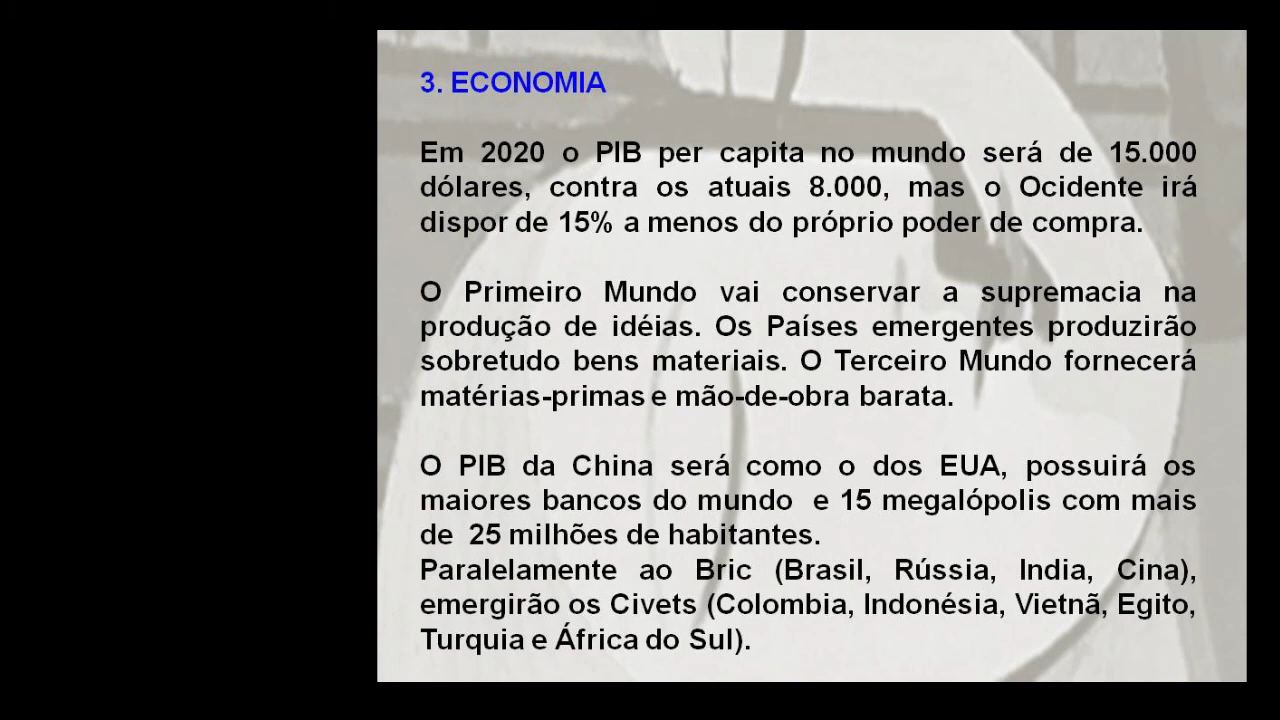 3. ECONOMIA
Em 2020 o PIB per capita no mundo será de 15.000
dólares, contra os atuais 8.000, mas o Ocidente irá
dispor de 15% a menos do próprio poder de compra.
O Primeiro Mundo vai conservar a supremacia na
produção de idéias. Os Países emergentes produzirão
sobretudo bens materiais. O Terceiro Mundo fornecerá
matérias-primas e mão-de-obra barata.
O PIB da China será como o dos EUA, possuirá os
maiores bancos do mundo e 15 megalópolis com mais
de 25 milhões de habitantes.
Paralelamente ao Bric (Brasil, Rússia, India, Cina),
emergirão os Civets (Colombia, Indonésia, Vietnã, Egito,
Turquia e África do Sul).